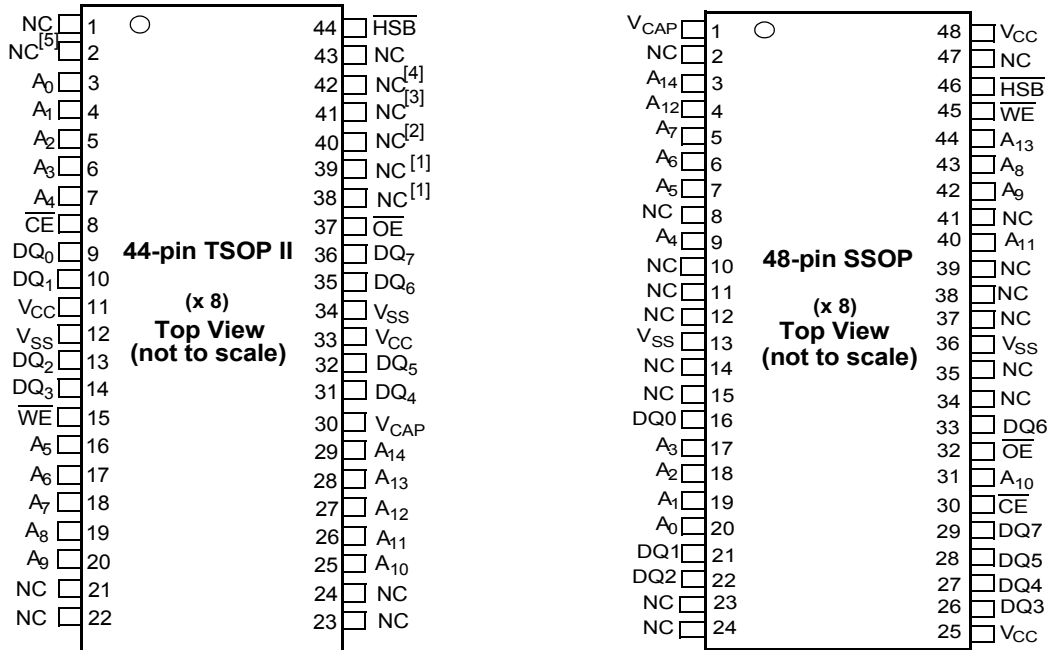 NC 1
NC[5] 2
A0 3
A1 4
A2 5
A3 6
A4 7
C̅E̅ 8
DQ0 9
DQ1 10
VCC 11
VSS 12
DQ2 13
DQ3 14
W̅E̅ 15
A5 16
A6 17
A7 18
A8 19
A9 20
NC 21
NC 22
44-pin TSOP II
(x 8)
Top View
(not to scale)
44 H̅S̅B̅
43 NC
42 NC[4]
41 NC[3]
40 NC[2]
39 NC [1]
38 NC[1]
37 O̅E̅
36 DQ7
35 DQ6
34 VSS
33 VCC
32 DQ5
31 DQ4
30 VCAP
29 A14
28 A13
27 A12
26 A11
25 A10
24 NC
23 NC
VCAP 1
NC 2
A14 3
A12 4
A7 5
A6 6
A5 7
NC 8
A4 9
NC 10
NC 11
NC 12
VSS 13
NC 14
NC 15
DQ0 16
A3 17
A2 18
A1 19
A0 20
DQ1 21
DQ2 22
NC 23
NC 24
48-pin SSOP
(x 8)
Top View
(not to scale)
48 VCC
47 NC
46 H̅S̅B̅
45 W̅E̅
44 A13
43 A8
42 A9
41 NC
40 A11
39 NC
38 NC
37 NC
36 VSS
35 NC
34 NC
33 DQ6
32 O̅E̅
31 A10
30 C̅E̅
29 DQ7
28 DQ5
27 DQ4
26 DQ3
25 VCC